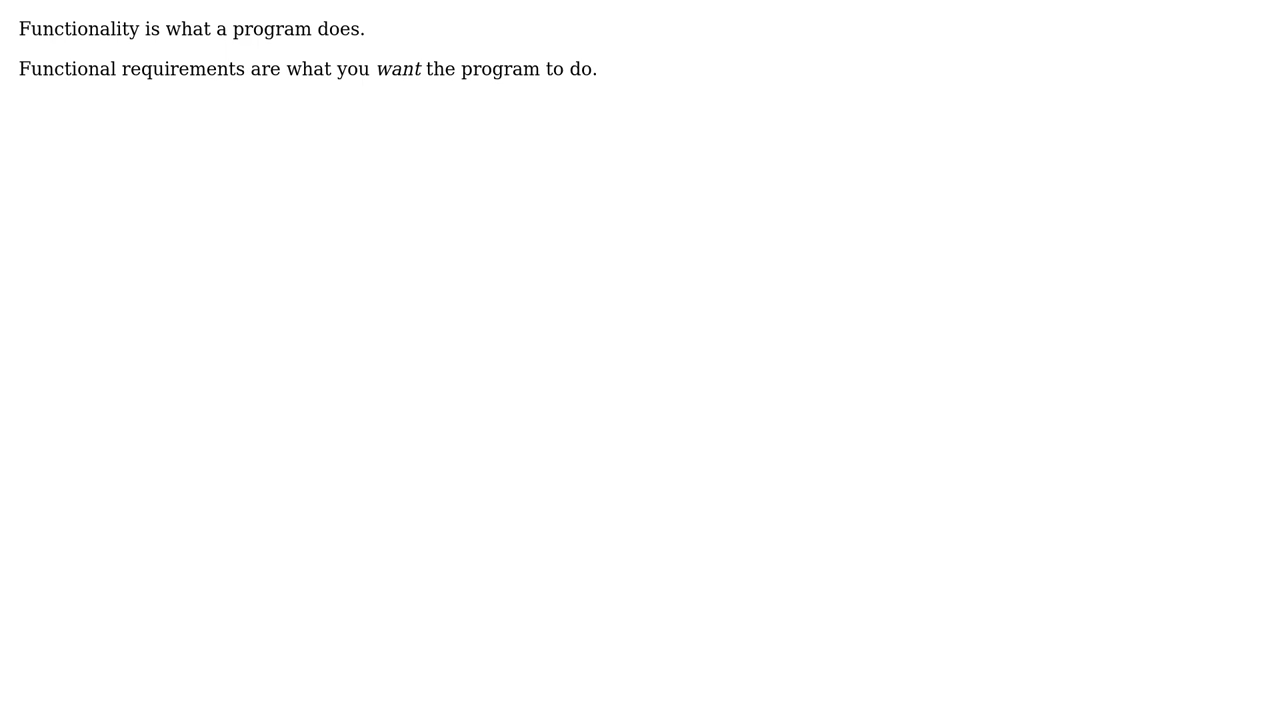 Functionality is what a program does.
Functional requirements are what you want the program to do.